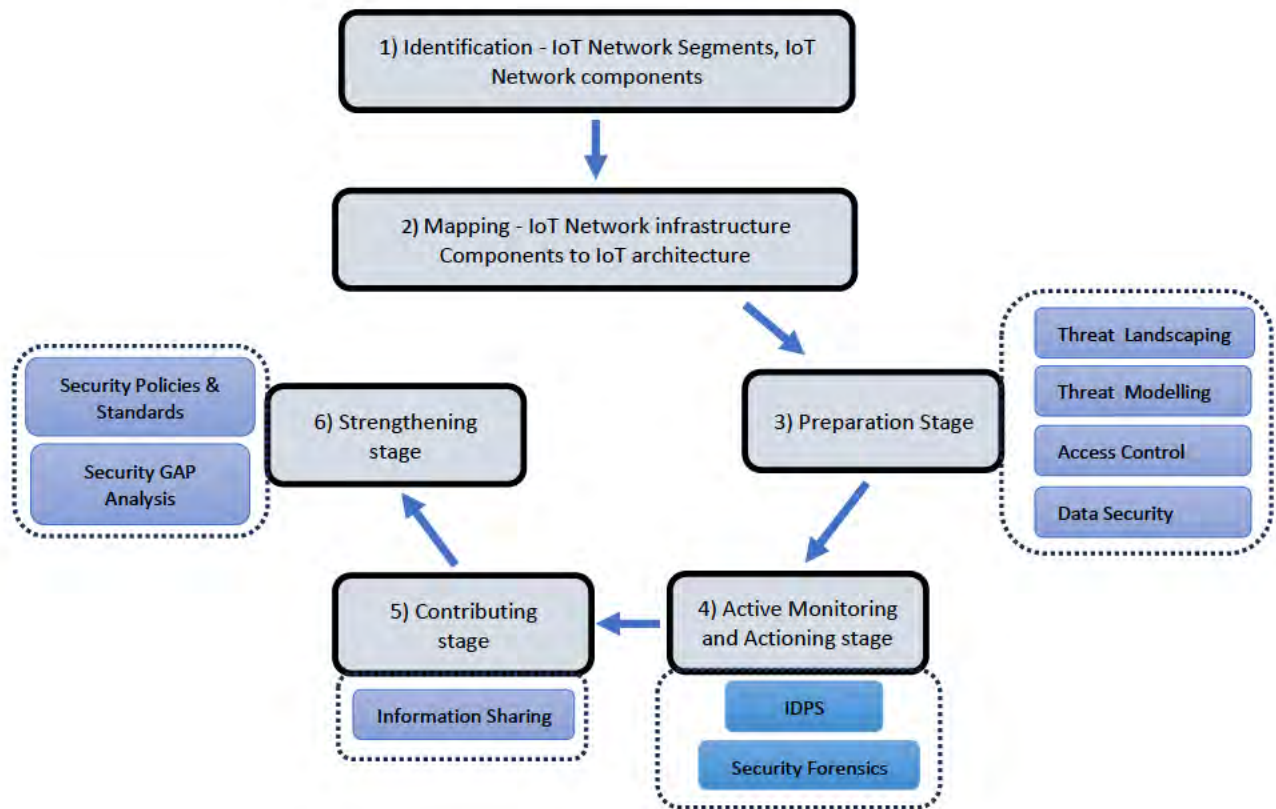 1) Identification - IoT Network Segments, IoT
Network components
2) Mapping - IoT Network infrastructure
Components to IoT architecture
Threat Landscaping
Threat Modelling
Access Control
Data Security
3) Preparation Stage
Security Policies &
Standards
Security GAP
Analysis
6) Strengthening
stage
5) Contributing
stage
Information Sharing
4) Active Monitoring
and Actioning stage
IDPS
Security Forensics